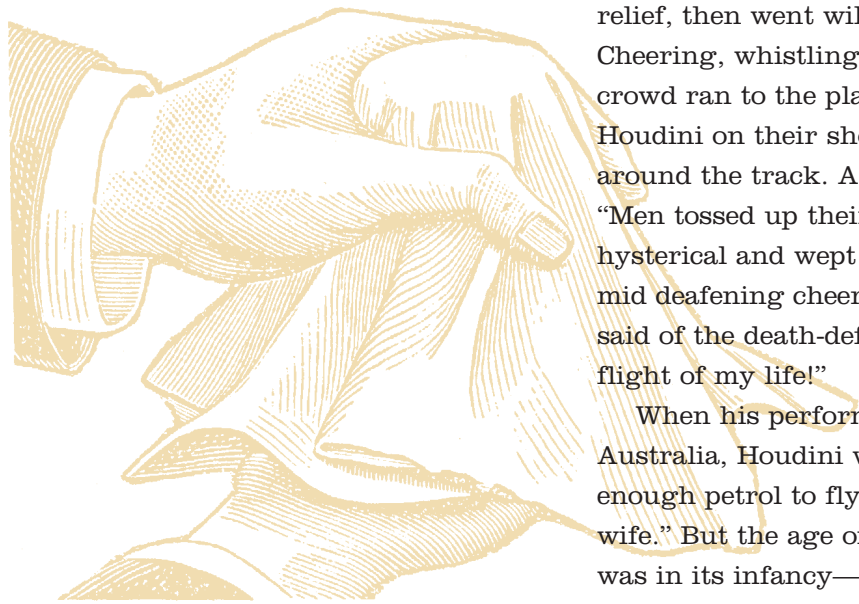 relief, then went wil
Cheering, whistling
crowd ran to the pla
Houdini on their sho
around the track. A
“Men tossed up their
hysterical and wept
mid deafening cheer
said of the death-def
flight of my life!”
When his perform
Australia, Houdini w
enough petrol to fly
wife.” But the age o
was in its infancy—